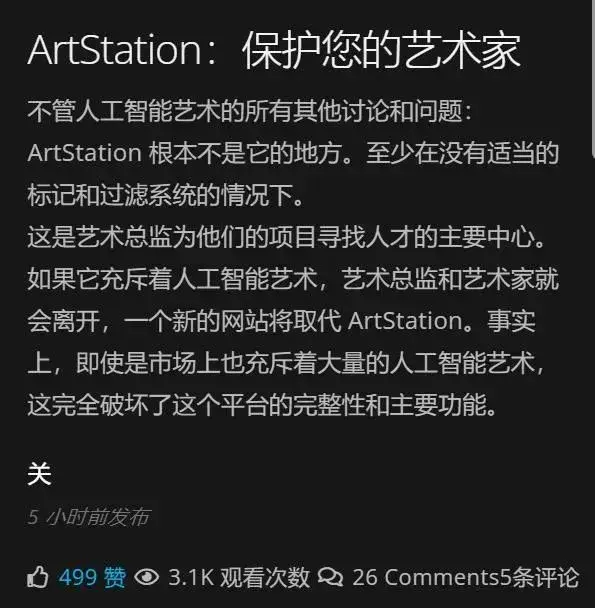 ArtStation：保护您的艺术家
不管人工智能艺术的所有其他讨论和问题：
ArtStation 根本不是它的地方。至少在没有适当的
标记和过滤系统的情况下。
这是艺术总监为他们的项目寻找人才的主要中心。
如果它充斥着人工智能艺术，艺术总监和艺术家就
会离开，一个新的网站将取代 ArtStation。事实
上，即使是市场上也充斥着大量的人工智能艺术，
这完全破坏了这个平台的完整性和主要功能。
关
5 小时前发布
499 赞 3.1K 观看次数 26 Comments5条评论